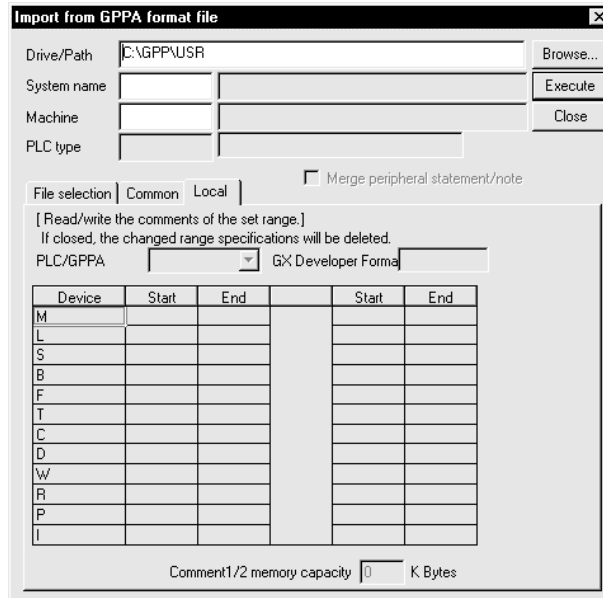 Import from GPPA format file
Drive/Path C:\GPP\USR Browse...
System name Execute
Machine Close
PLC type
Merge peripheral statement/note
File selection Common Local
[ Read/write the comments of the set range.]
If closed, the changed range specifications will be deleted.
PLC/GPPA GX Developer Forma
Device Start End Start End
M
L
S
B
F
T
C
D
W
R
P
I
Comment1/2 memory capacity 0 K Bytes